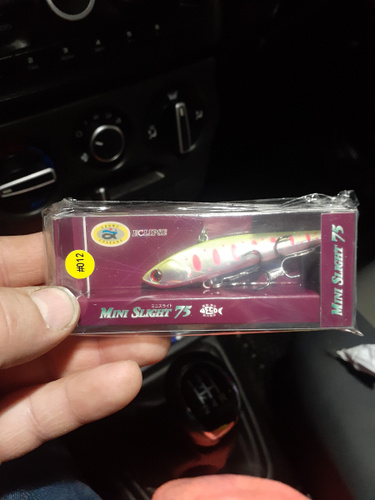 ECLIPSE
#012
ミニスライト
MINI SLIGHT 75
MINI SLIGHT 75